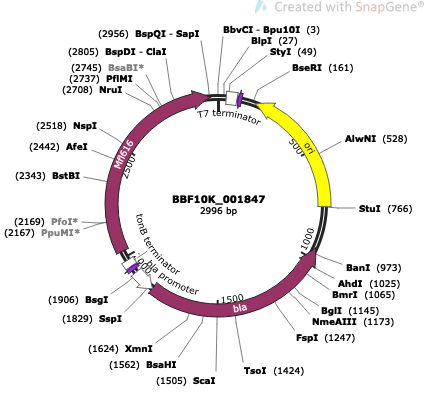 Created with SnapGene®
(2956) BspQI - SapI
BbvCI - Bpu10I (3)
BlpI (27)
StyI (49)
BseRI (161)
(2805) BspDI - ClaI
(2745) BsaBI*
(2737) PflMI
(2708) NruI
(2518) NspI
(2442) AfeI
(2343) BstBI
(2169) PfoI*
(2167) PpuMI*
(1906) BsgI
(1829) SspI
(1624) XmnI
(1562) BsaHI
(1505) ScaI
TsoI (1424)
FspI (1247)
NmeAIII (1173)
BglI (1145)
BmrI (1065)
AhdI (1025)
BanI (973)
StuI (766)
AlwNI (528)
T7 terminator
ori
500
1000
1500
2500
Mfl616
tonB terminator
bla promoter
bla
BBF10K_001847
2996 bp